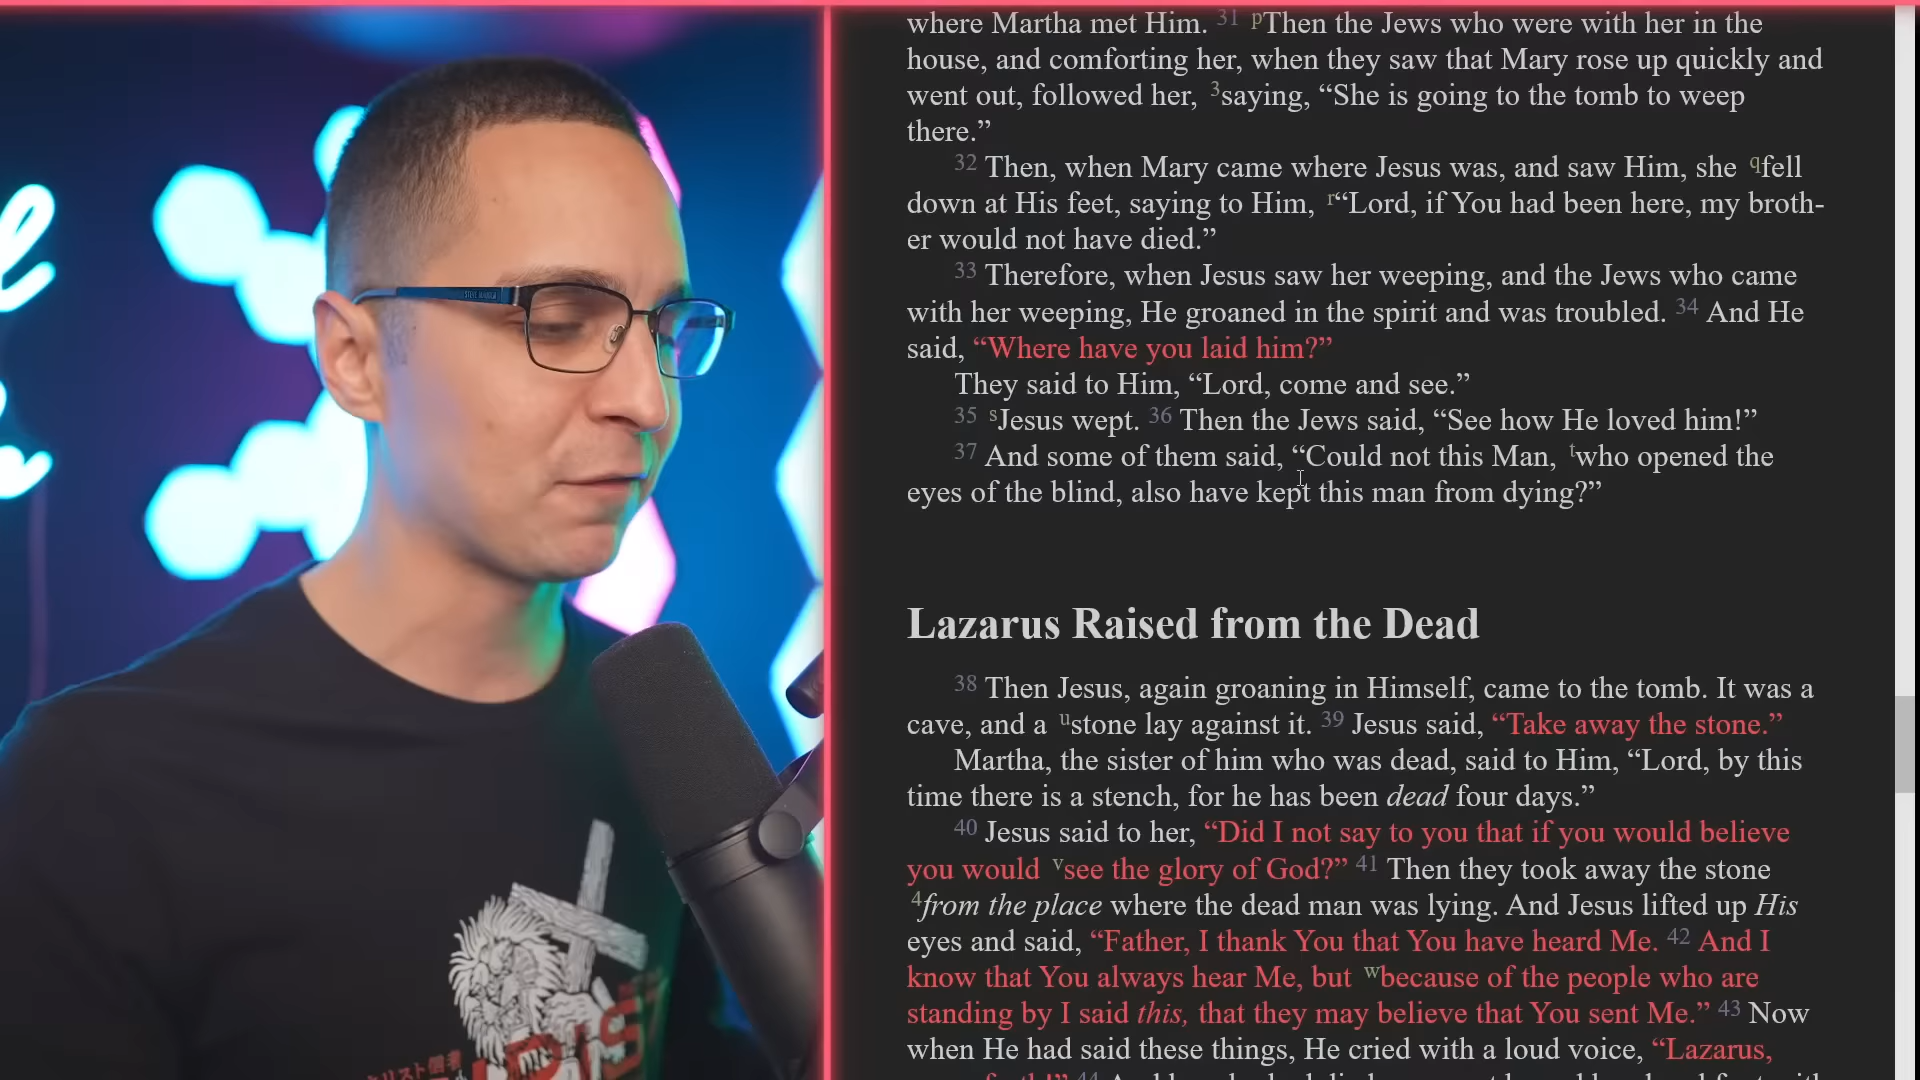 where Martha met Him. 31 pThen the Jews who were with her in the
house, and comforting her, when they saw that Mary rose up quickly and
went out, followed her, 3saying, “She is going to the tomb to weep
there.”
32 Then, when Mary came where Jesus was, and saw Him, she qfell
down at His feet, saying to Him, r“Lord, if You had been here, my broth-
er would not have died.”
33 Therefore, when Jesus saw her weeping, and the Jews who came
with her weeping, He groaned in the spirit and was troubled. 34 And He
said, “Where have you laid him?”
They said to Him, “Lord, come and see.”
35 sJesus wept. 36 Then the Jews said, “See how He loved him!”
37 And some of them said, “Could not this Man, twho opened the
eyes of the blind, also have kept this man from dying?”
Lazarus Raised from the Dead
38 Then Jesus, again groaning in Himself, came to the tomb. It was a
cave, and a ustone lay against it. 39 Jesus said, “Take away the stone.”
Martha, the sister of him who was dead, said to Him, “Lord, by this
time there is a stench, for he has been dead four days.”
40 Jesus said to her, “Did I not say to you that if you would believe
you would vsee the glory of God?” 41 Then they took away the stone
4from the place where the dead man was lying. And Jesus lifted up His
eyes and said, “Father, I thank You that You have heard Me. 42 And I
know that You always hear Me, but wbecause of the people who are
standing by I said this, that they may believe that You sent Me.” 43 Now
when He had said these things, He cried with a loud voice, “Lazarus,